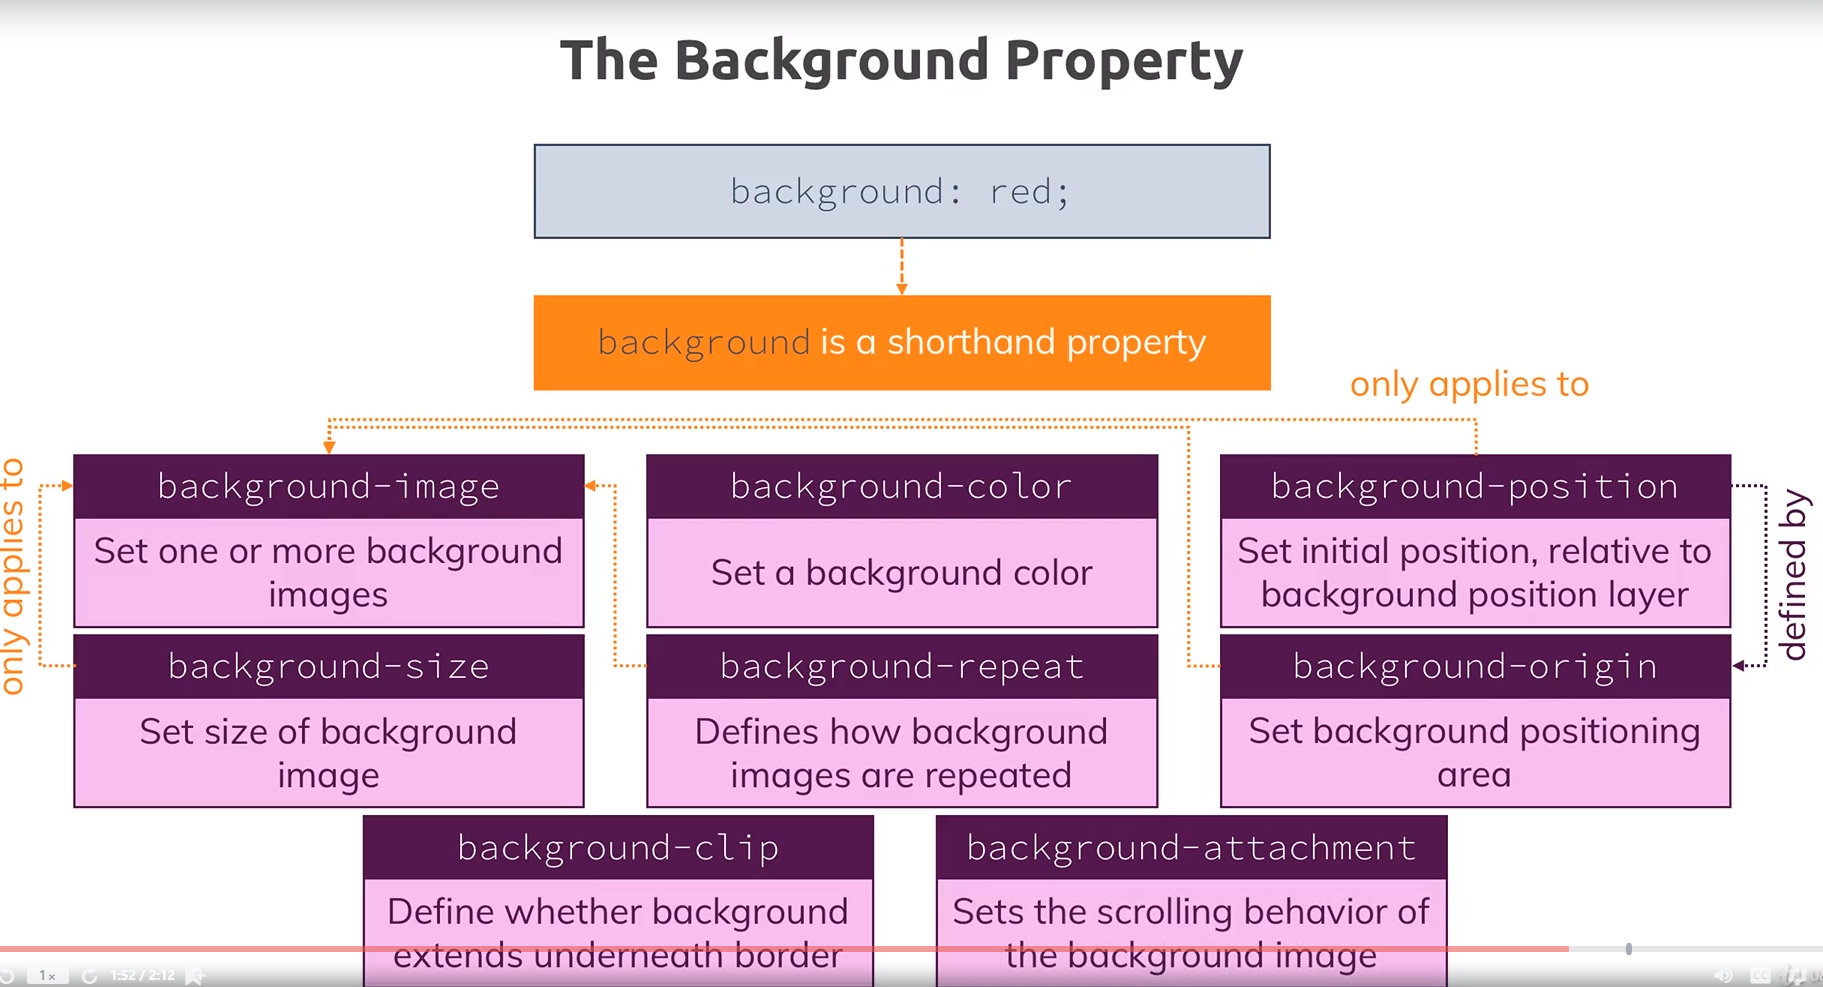 The Background Property
background: red;
background is a shorthand property
only applies to
only applies to
background-image
Set one or more background
images
background-color
Set a background color
background-position
Set initial position, relative to
background position layer
defined by
background-size
Set size of background
image
background-repeat
Defines how background
images are repeated
background-origin
Set background positioning
area
background-clip
Define whether background
extends underneath border
background-attachment
Sets the scrolling behavior of
the background image
1x
1:52 / 2:12
CC